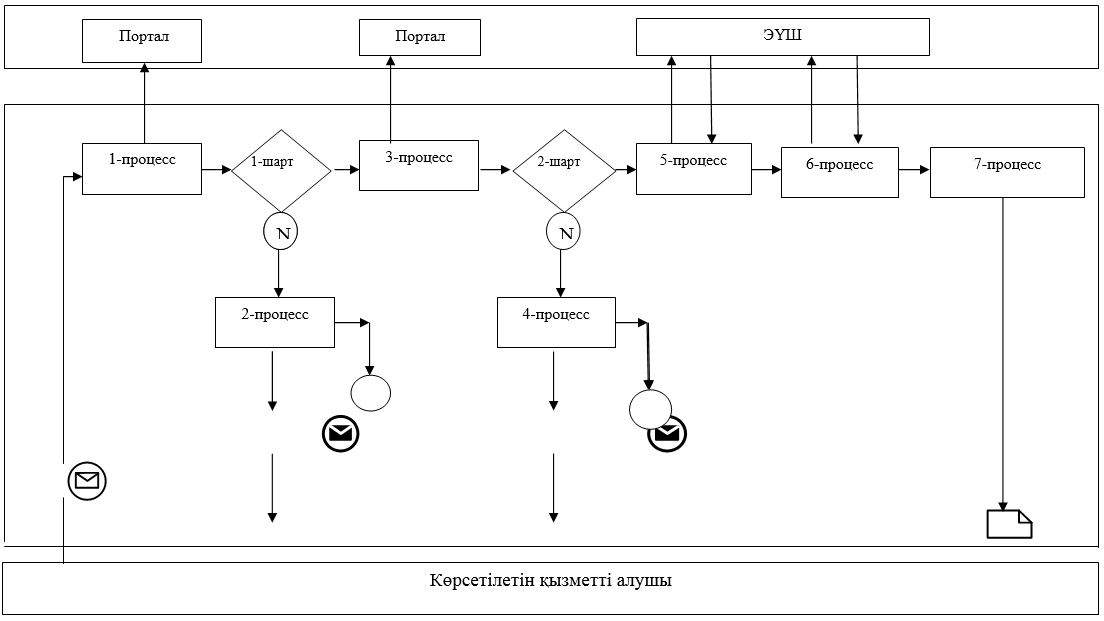 Портал
Портал
ЭҮШ
1-процесс
1-шарт
3-процесс
2-шарт
5-процесс
6-процесс
7-процесс
N
N
2-процесс
4-процесс
Көрсетілетін қызметті алушы